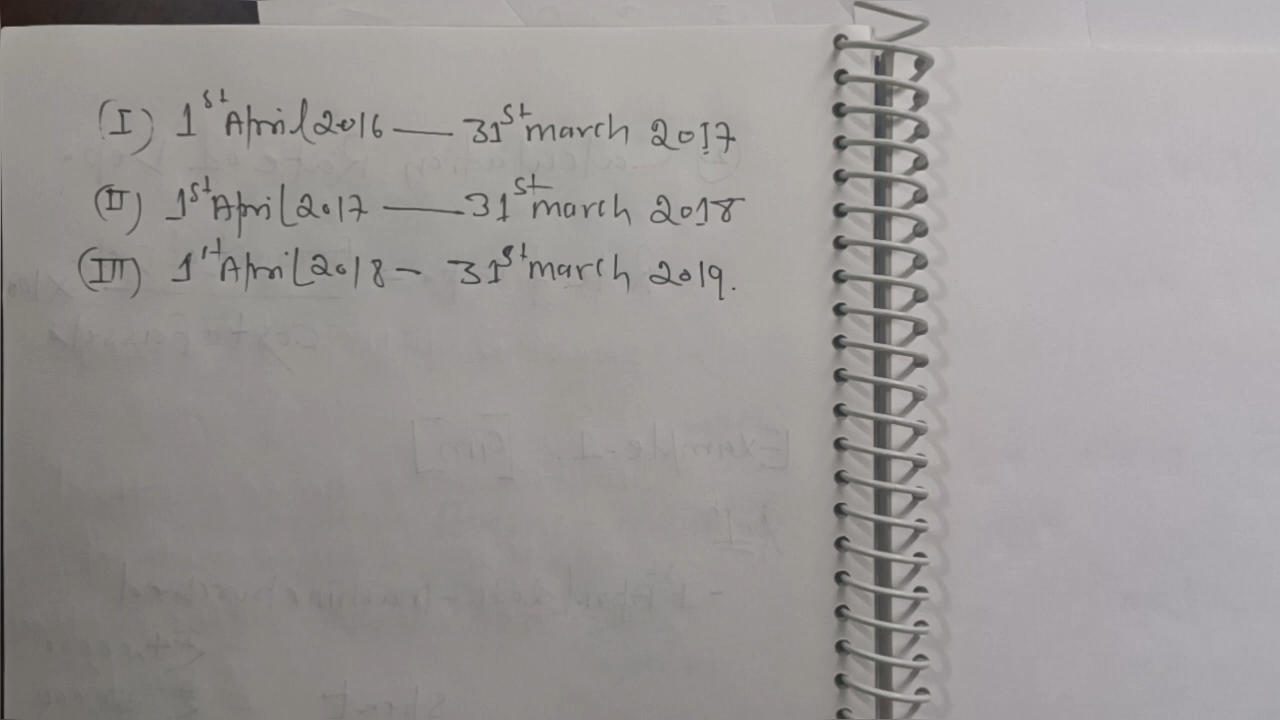 (I) 1st April 2016 — 31st march 2017
(II) 1st April 2017 — 31st march 2018
(III) 1st April 2018 - 31st march 2019.